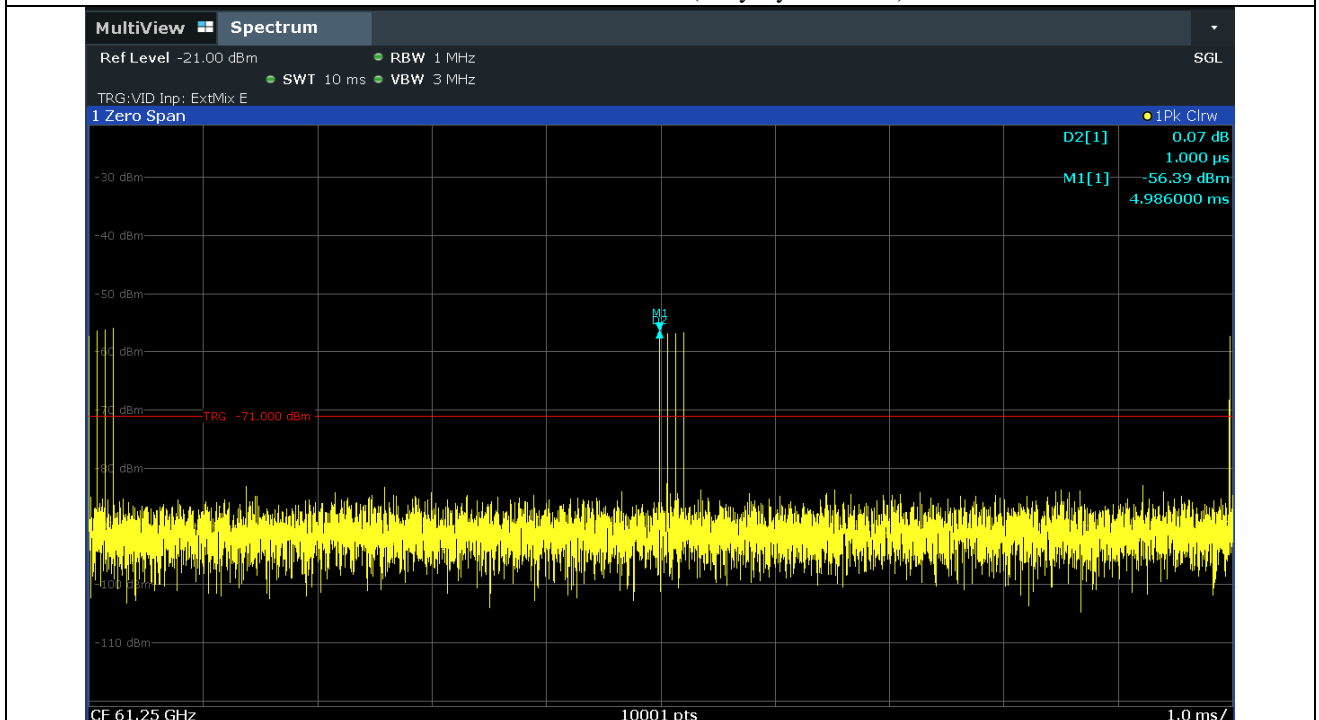 MultiView Spectrum
Ref Level -21.00 dBm RBW 1 MHz SGL
SWT 10 ms VBW 3 MHz
TRG:VID Inp: ExtMix E
1 Zero Span 1Pk Clrw
D2[1] 0.07 dB
1.000 µs
-30 dBm M1[1] -56.39 dBm
4.986000 ms
-40 dBm
-50 dBm
M1
D2
-60 dBm
-70 dBm
TRG -71.000 dBm
-80 dBm
-100 dBm
-110 dBm
CF 61.25 GHz 10001 pts 1.0 ms/